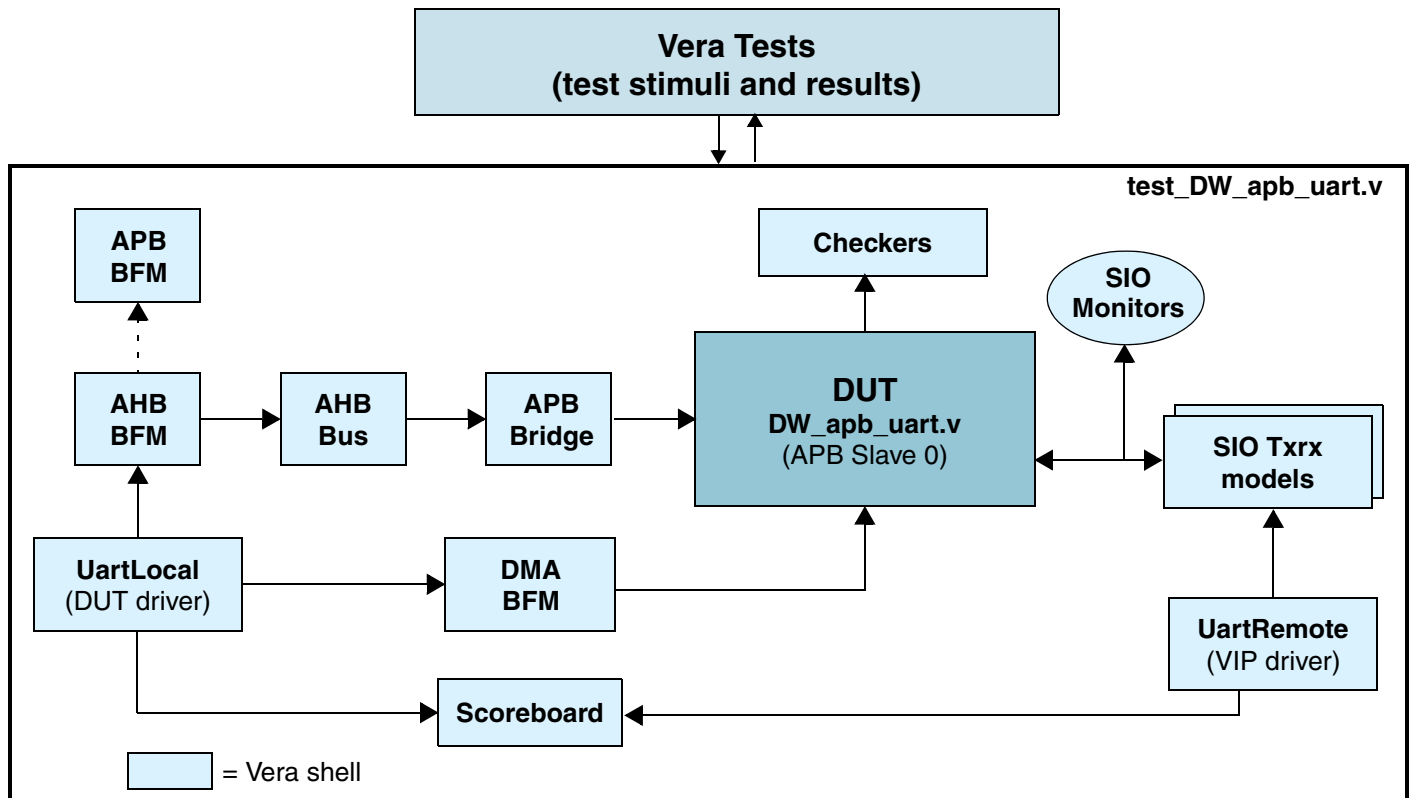 Vera Tests
(test stimuli and results)
test_DW_apb_uart.v
APB
BFM
Checkers
SIO
Monitors
AHB
BFM
AHB
Bus
APB
Bridge
DUT
DW_apb_uart.v
(APB Slave 0)
SIO Txrx
models
UartLocal
(DUT driver)
DMA
BFM
UartRemote
(VIP driver)
Scoreboard
= Vera shell